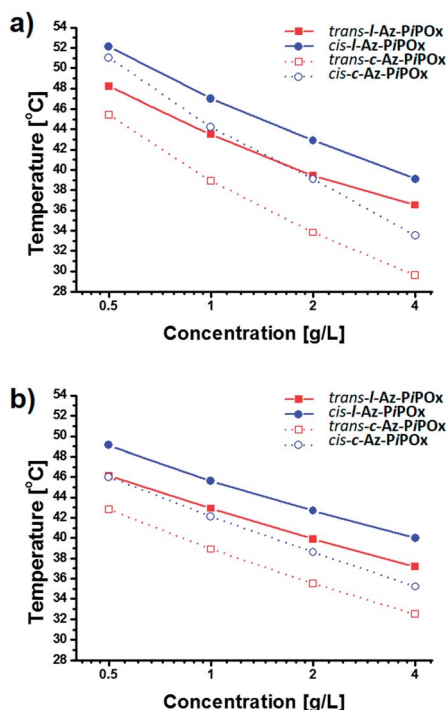 a)
trans-l-Az-PiPOx
cis-l-Az-PiPOx
trans-c-Az-PiPOx
cis-c-Az-PiPOx
Temperature [°C]
54
52
50
48
46
44
42
40
38
36
34
32
30
28
0.5 1 2 4
Concentration [g/L]
b)
trans-l-Az-PiPOx
cis-l-Az-PiPOx
trans-c-Az-PiPOx
cis-c-Az-PiPOx
Temperature [°C]
54
52
50
48
46
44
42
40
38
36
34
32
30
28
0.5 1 2 4
Concentration [g/L]